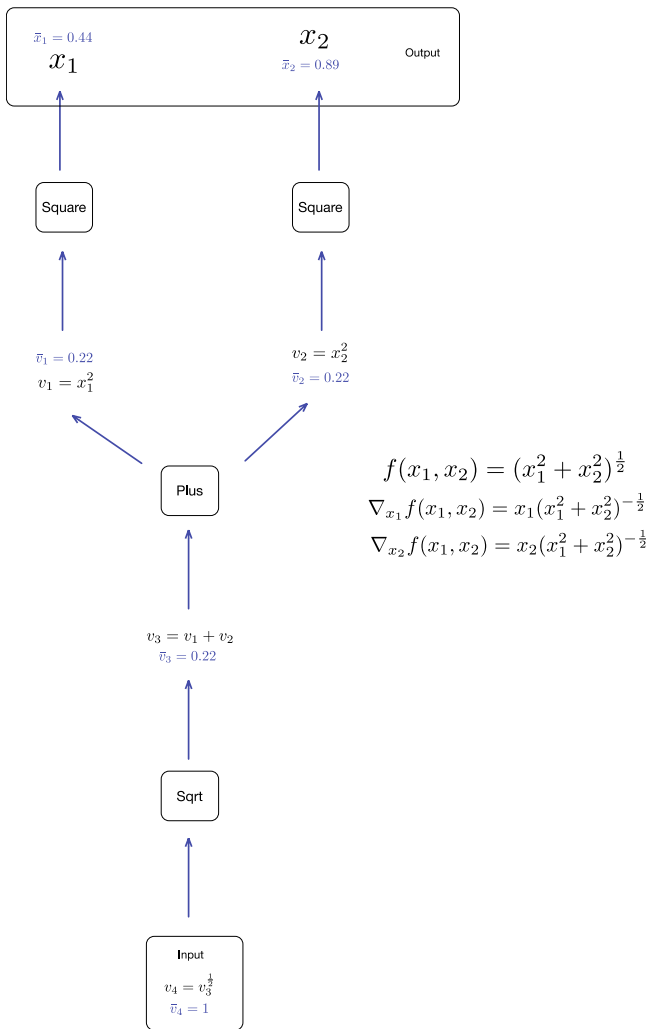 x̄₁ = 0.44
x₁
x₂
x̄₂ = 0.89
Output
Square
Square
v̄₁ = 0.22
v₁ = x₁²
v₂ = x₂²
v̄₂ = 0.22
Plus
f(x₁, x₂) = (x₁² + x₂²)^½
∇ₓ₁ f(x₁, x₂) = x₁(x₁² + x₂²)^−½
∇ₓ₂ f(x₁, x₂) = x₂(x₁² + x₂²)^−½
v₃ = v₁ + v₂
v̄₃ = 0.22
Sqrt
Input
v₄ = v₃^½
v̄₄ = 1